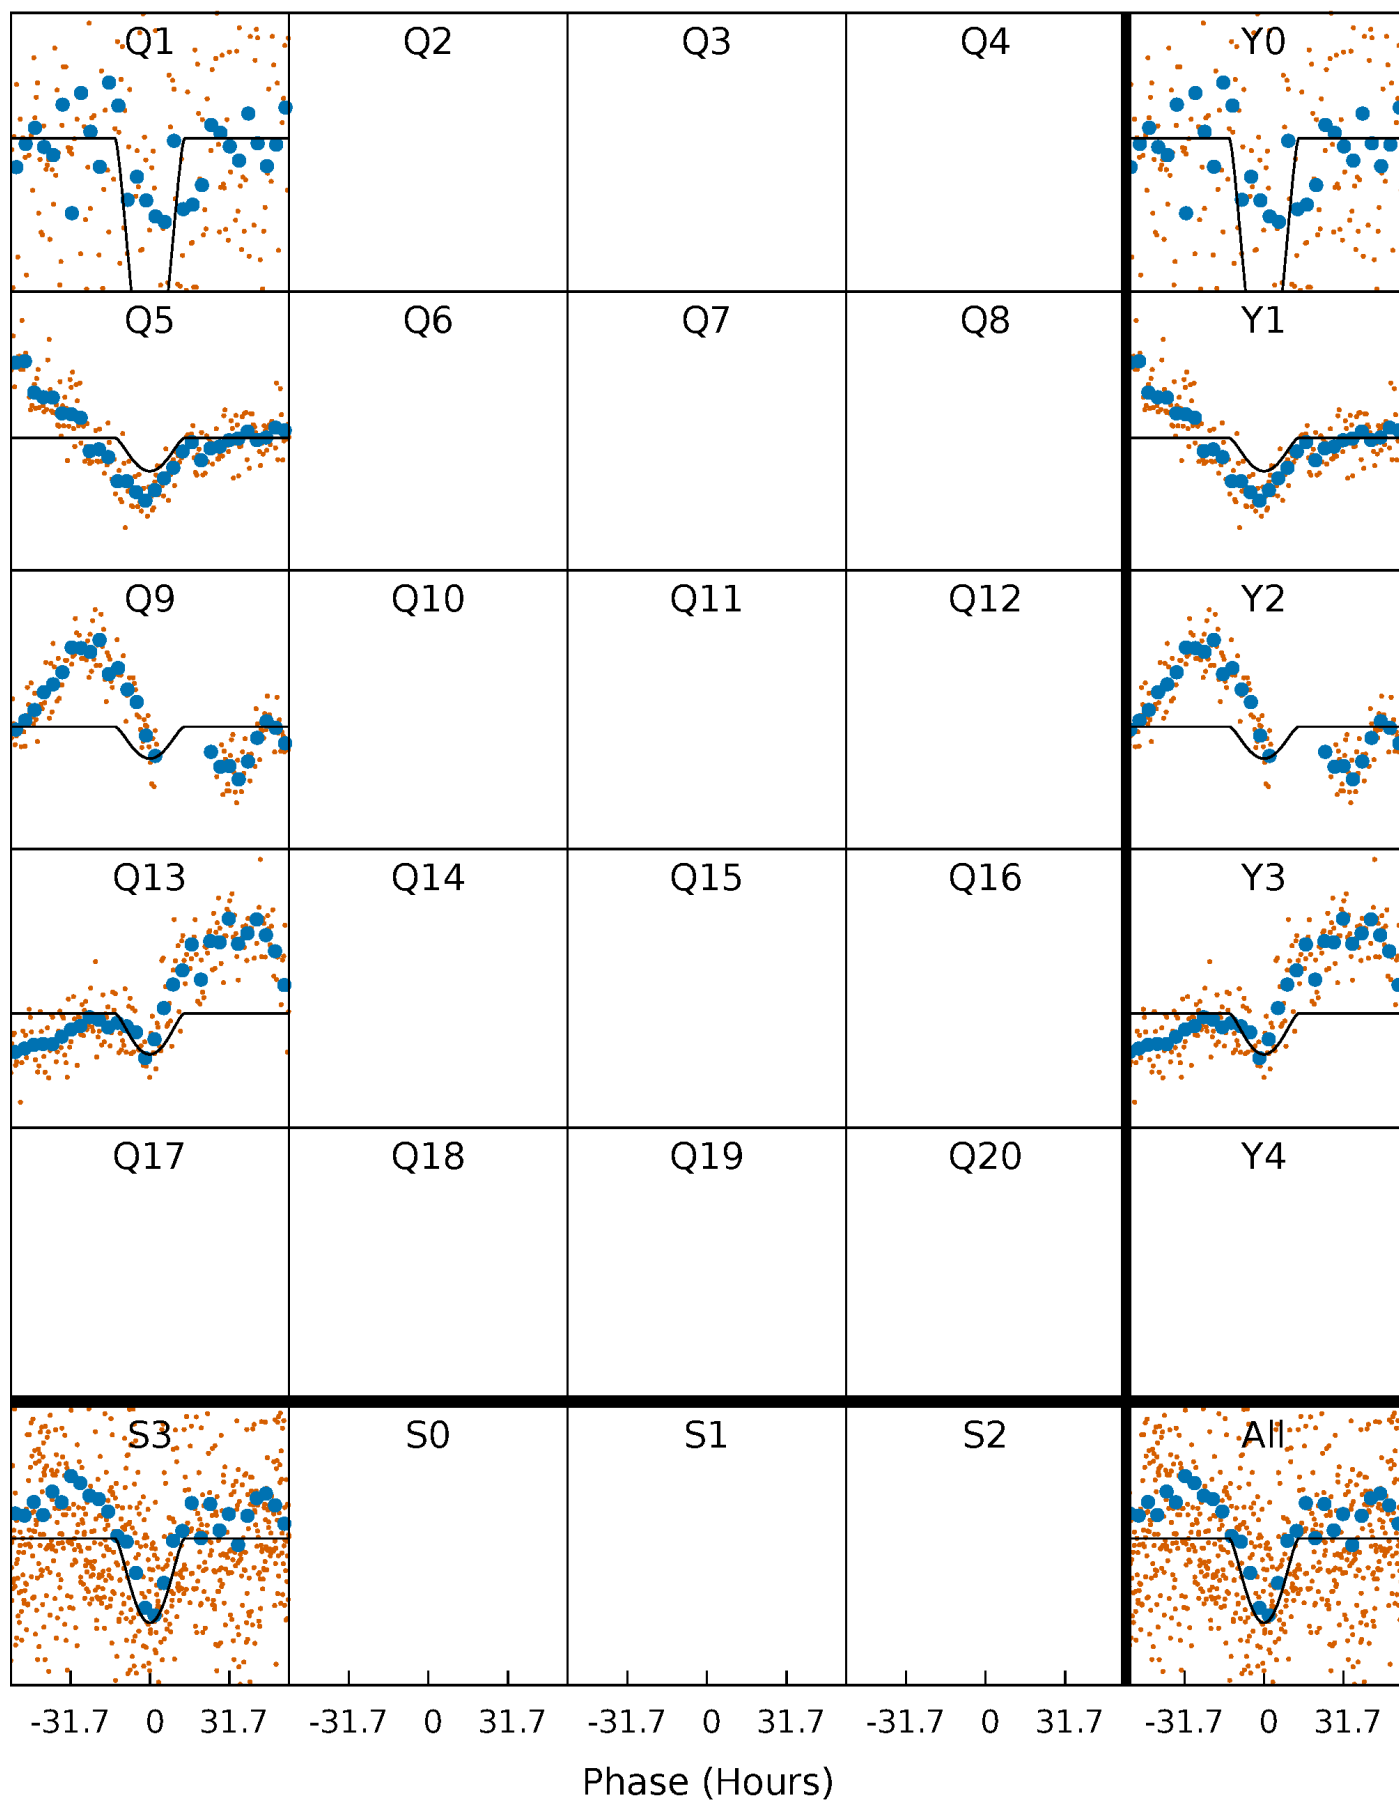 Q1 Q2 Q3 Q4 Y0
Q5 Q6 Q7 Q8 Y1
Q9 Q10 Q11 Q12 Y2
Q13 Q14 Q15 Q16 Y3
Q17 Q18 Q19 Q20 Y4
S3 S0 S1 S2 All
-31.7 0 31.7 -31.7 0 31.7 -31.7 0 31.7 -31.7 0 31.7 -31.7 0 31.7
Phase (Hours)